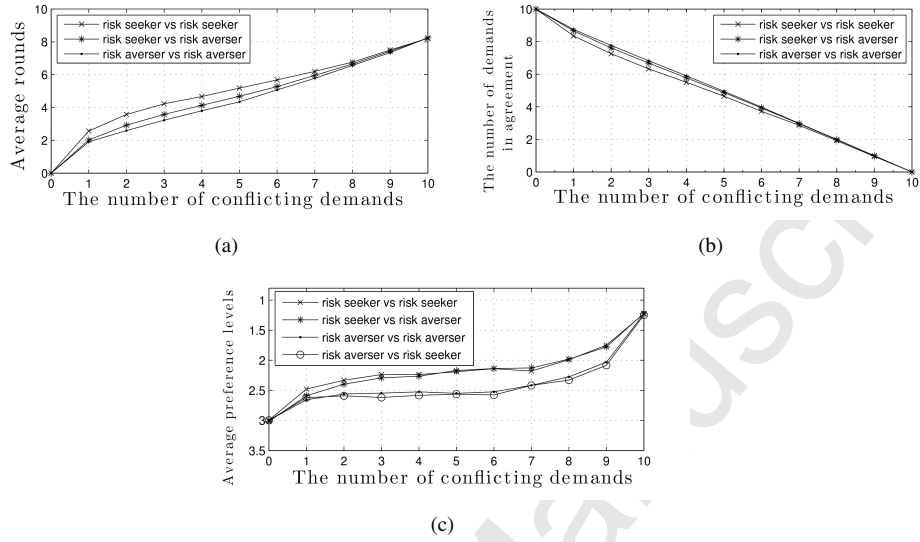 10
8
6
4
2
0
Average rounds
risk seeker vs risk seeker
risk seeker vs risk averser
risk averser vs risk averser
0 1 2 3 4 5 6 7 8 9 10
The number of conflicting demands
(a)
10
8
6
4
2
0
The number of demands
in agreement
risk seeker vs risk seeker
risk seeker vs risk averser
risk averser vs risk averser
0 1 2 3 4 5 6 7 8 9 10
The number of conflicting demands
(b)
1
1.5
2
2.5
3
3.5
Average preference levels
risk seeker vs risk seeker
risk seeker vs risk averser
risk averser vs risk averser
risk averser vs risk seeker
0 1 2 3 4 5 6 7 8 9 10
The number of conflicting demands
(c)